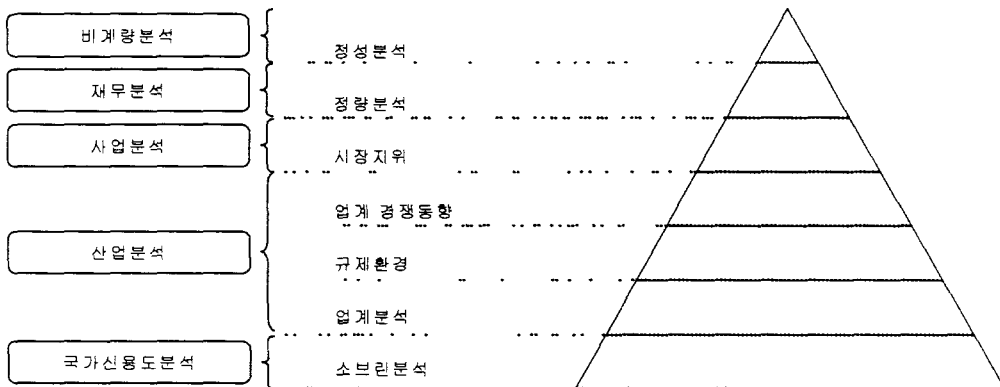 비계량분석
정성분석
재무분석
정량분석
사업분석
시장지위
업계 경쟁동향
산업분석
규제환경
업계분석
국가신용도분석
소브린분석